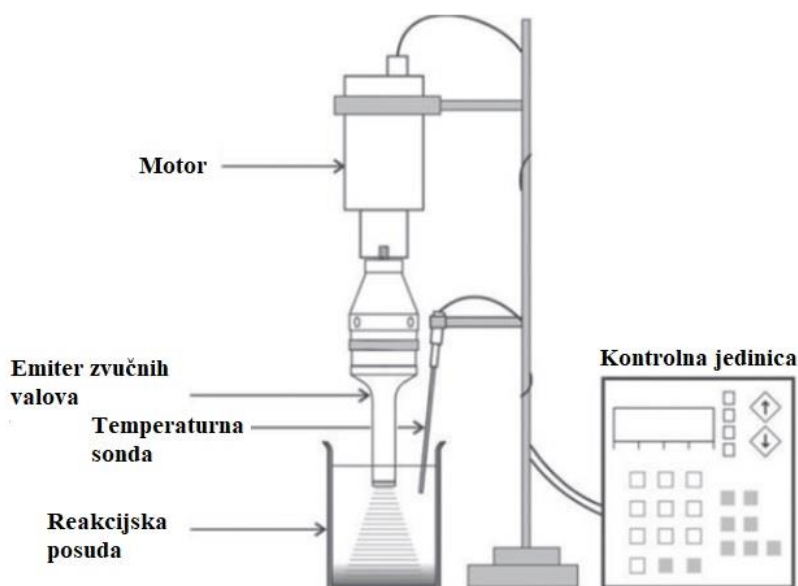 Motor
Emiter zvučnih
valova
Temperaturna
sonda
Reakcijska
posuda
Kontrolna jedinica